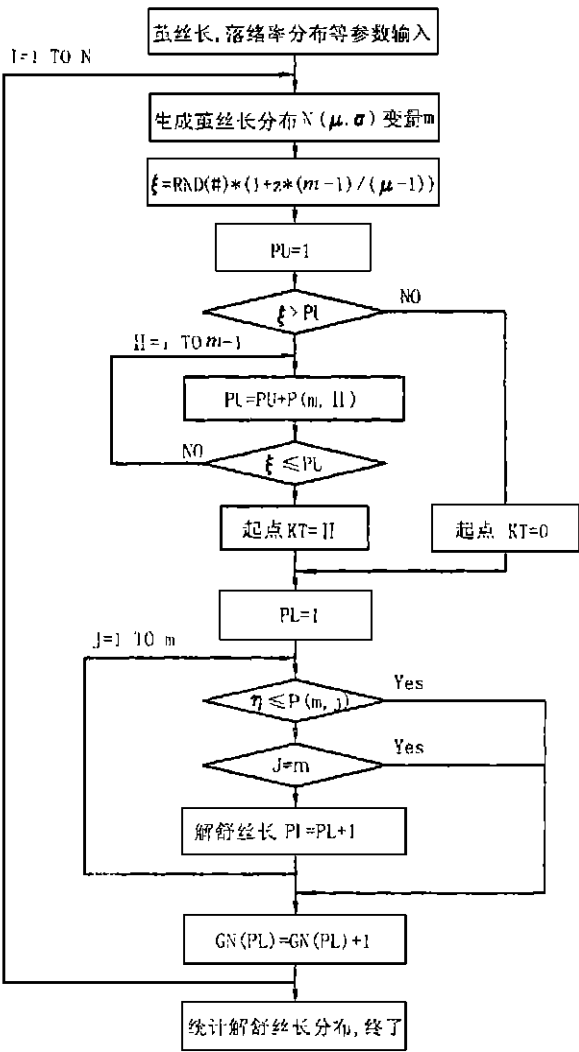 茧丝长,落绪率分布等参数输入
I=1 TO N
生成茧丝长分布 N(μ.σ) 变量m
ξ=RND(#)*(1+z*(m-1)/(μ-1))
PU=1
ξ>PU
NO
H=1 TO m-1
PU=PU+P(m,H)
NO
ξ≤PU
起点KT=H
起点 KT=0
PL=1
J=1 TO m
η≤P(m,J)
Yes
J≠m
Yes
解舒丝长 PL=PL+1
GN(PL)=GN(PL)+1
统计解舒丝长分布,终了